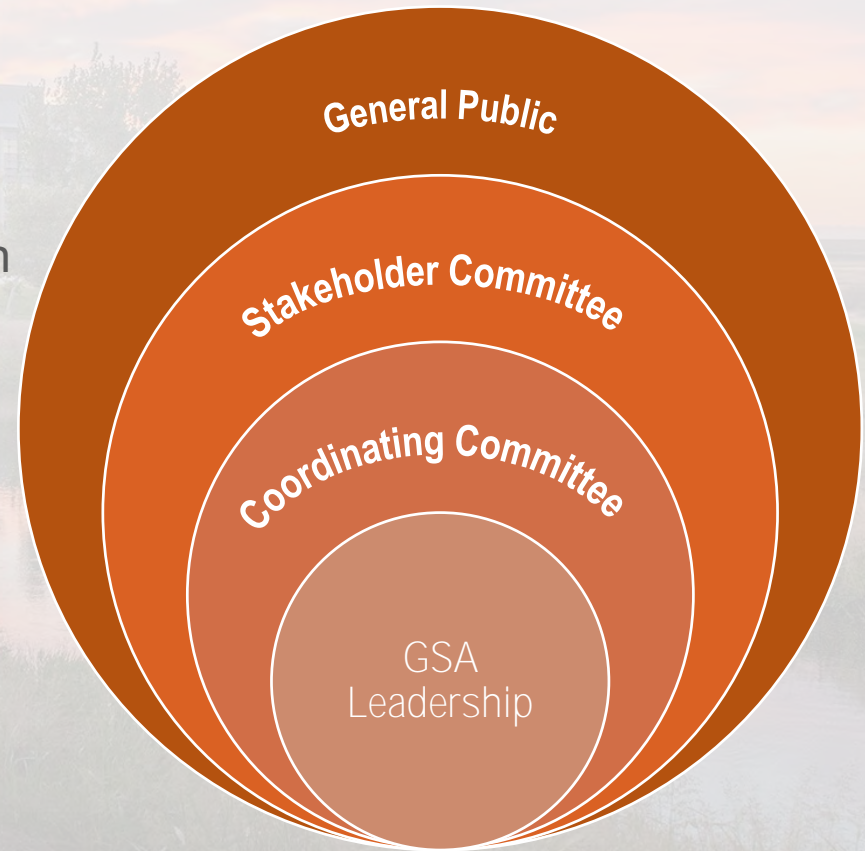 General Public
Stakeholder Committee
Coordinating Committee
GSA
Leadership